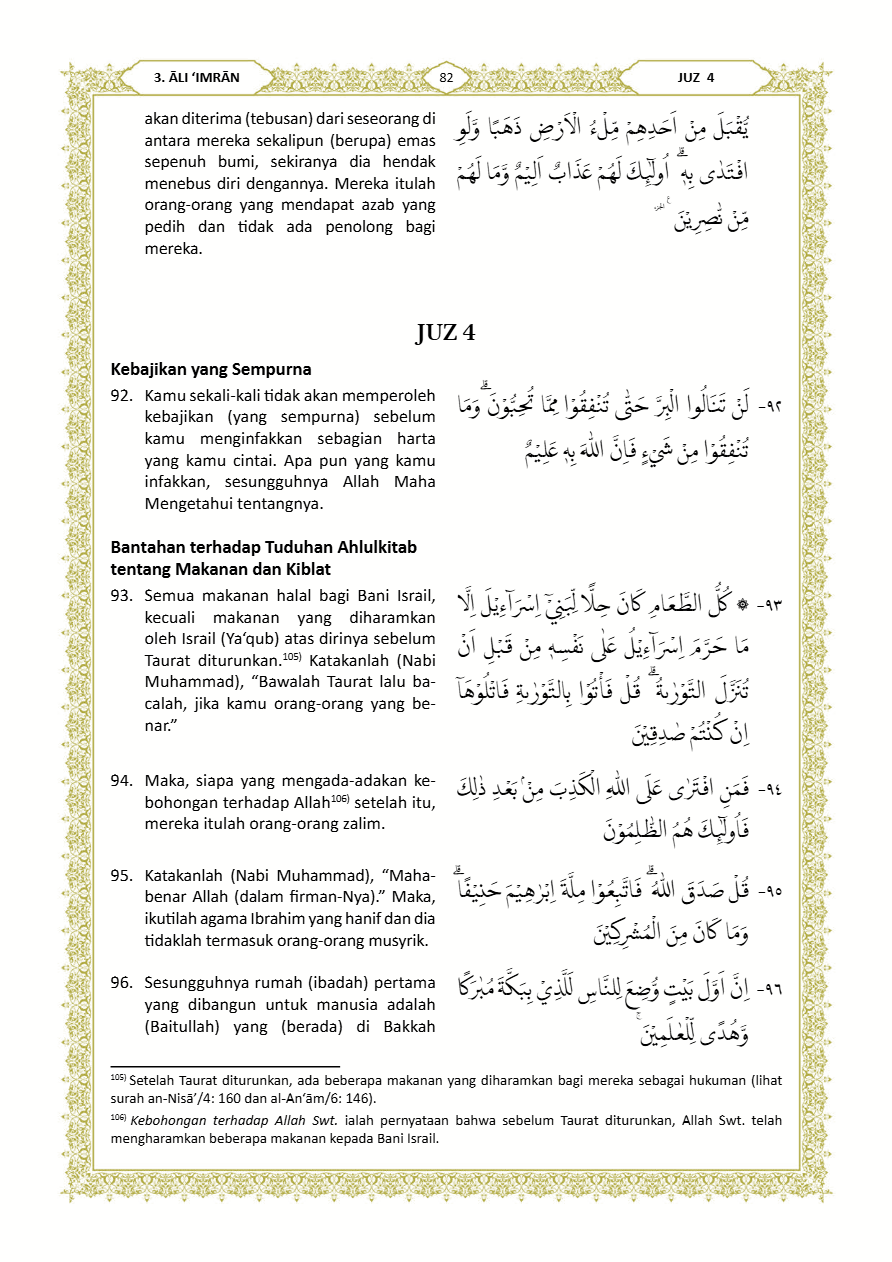 3. ĀLI ‘IMRĀN
82
JUZ 4
akan diterima (tebusan) dari seseorang di
antara mereka sekalipun (berupa) emas
sepenuh bumi, sekiranya dia hendak
menebus diri dengannya. Mereka itulah
orang-orang yang mendapat azab yang
pedih dan tidak ada penolong bagi
mereka.
يُّقْبَلَ مِنْ اَحَدِهِمْ مِّلْءُ الْاَرْضِ ذَهَبًا وَّلَوِ
افْتَدٰى بِهٖۗ اُولٰۤىِٕكَ لَهُمْ عَذَابٌ اَلِيْمٌ وَّمَا لَهُمْ
مِّنْ نّٰصِرِيْنَ ࣖ
JUZ 4
Kebajikan yang Sempurna
92. Kamu sekali-kali tidak akan memperoleh
kebajikan (yang sempurna) sebelum
kamu menginfakkan sebagian harta
yang kamu cintai. Apa pun yang kamu
infakkan, sesungguhnya Allah Maha
Mengetahui tentangnya.
٩٢- لَنْ تَنَالُوا الْبِرَّ حَتّٰى تُنْفِقُوْا مِمَّا تُحِبُّوْنَۗ وَمَا
تُنْفِقُوْا مِنْ شَيْءٍ فَاِنَّ اللّٰهَ بِهٖ عَلِيْمٌ
Bantahan terhadap Tuduhan Ahlulkitab
tentang Makanan dan Kiblat
93. Semua makanan halal bagi Bani Israil,
kecuali makanan yang diharamkan
oleh Israil (Ya‘qub) atas dirinya sebelum
Taurat diturunkan.105) Katakanlah (Nabi
Muhammad), “Bawalah Taurat lalu ba-
calah, jika kamu orang-orang yang be-
nar.”
٩٣- ۞ كُلُّ الطَّعَامِ كَانَ حِلًّا لِّبَنِيْٓ اِسْرَاۤءِيْلَ اِلَّا
مَا حَرَّمَ اِسْرَاۤءِيْلُ عَلٰى نَفْسِهٖ مِنْ قَبْلِ اَنْ
تُنَزَّلَ التَّوْرٰىةُۗ قُلْ فَأْتُوْا بِالتَّوْرٰىةِ فَاتْلُوْهَآ
اِنْ كُنْتُمْ صٰدِقِيْنَ
94. Maka, siapa yang mengada-adakan ke-
bohongan terhadap Allah106) setelah itu,
mereka itulah orang-orang zalim.
٩٤- فَمَنِ افْتَرٰى عَلَى اللّٰهِ الْكَذِبَ مِنْۢ بَعْدِ ذٰلِكَ
فَاُولٰۤىِٕكَ هُمُ الظّٰلِمُوْنَ
95. Katakanlah (Nabi Muhammad), “Maha-
benar Allah (dalam firman-Nya).” Maka,
ikutilah agama Ibrahim yang hanif dan dia
tidaklah termasuk orang-orang musyrik.
٩٥- قُلْ صَدَقَ اللّٰهُۗ فَاتَّبِعُوْا مِلَّةَ اِبْرٰهِيْمَ حَنِيْفًاۗ
وَمَا كَانَ مِنَ الْمُشْرِكِيْنَ
96. Sesungguhnya rumah (ibadah) pertama
yang dibangun untuk manusia adalah
(Baitullah) yang (berada) di Bakkah
٩٦- اِنَّ اَوَّلَ بَيْتٍ وُّضِعَ لِلنَّاسِ لَلَّذِيْ بِبَكَّةَ مُبٰرَكًا
وَّهُدًى لِّلْعٰلَمِيْنَۚ
105) Setelah Taurat diturunkan, ada beberapa makanan yang diharamkan bagi mereka sebagai hukuman (lihat
surah an-Nisā’/4: 160 dan al-An‘ām/6: 146).
106) Kebohongan terhadap Allah Swt. ialah pernyataan bahwa sebelum Taurat diturunkan, Allah Swt. telah
mengharamkan beberapa makanan kepada Bani Israil.